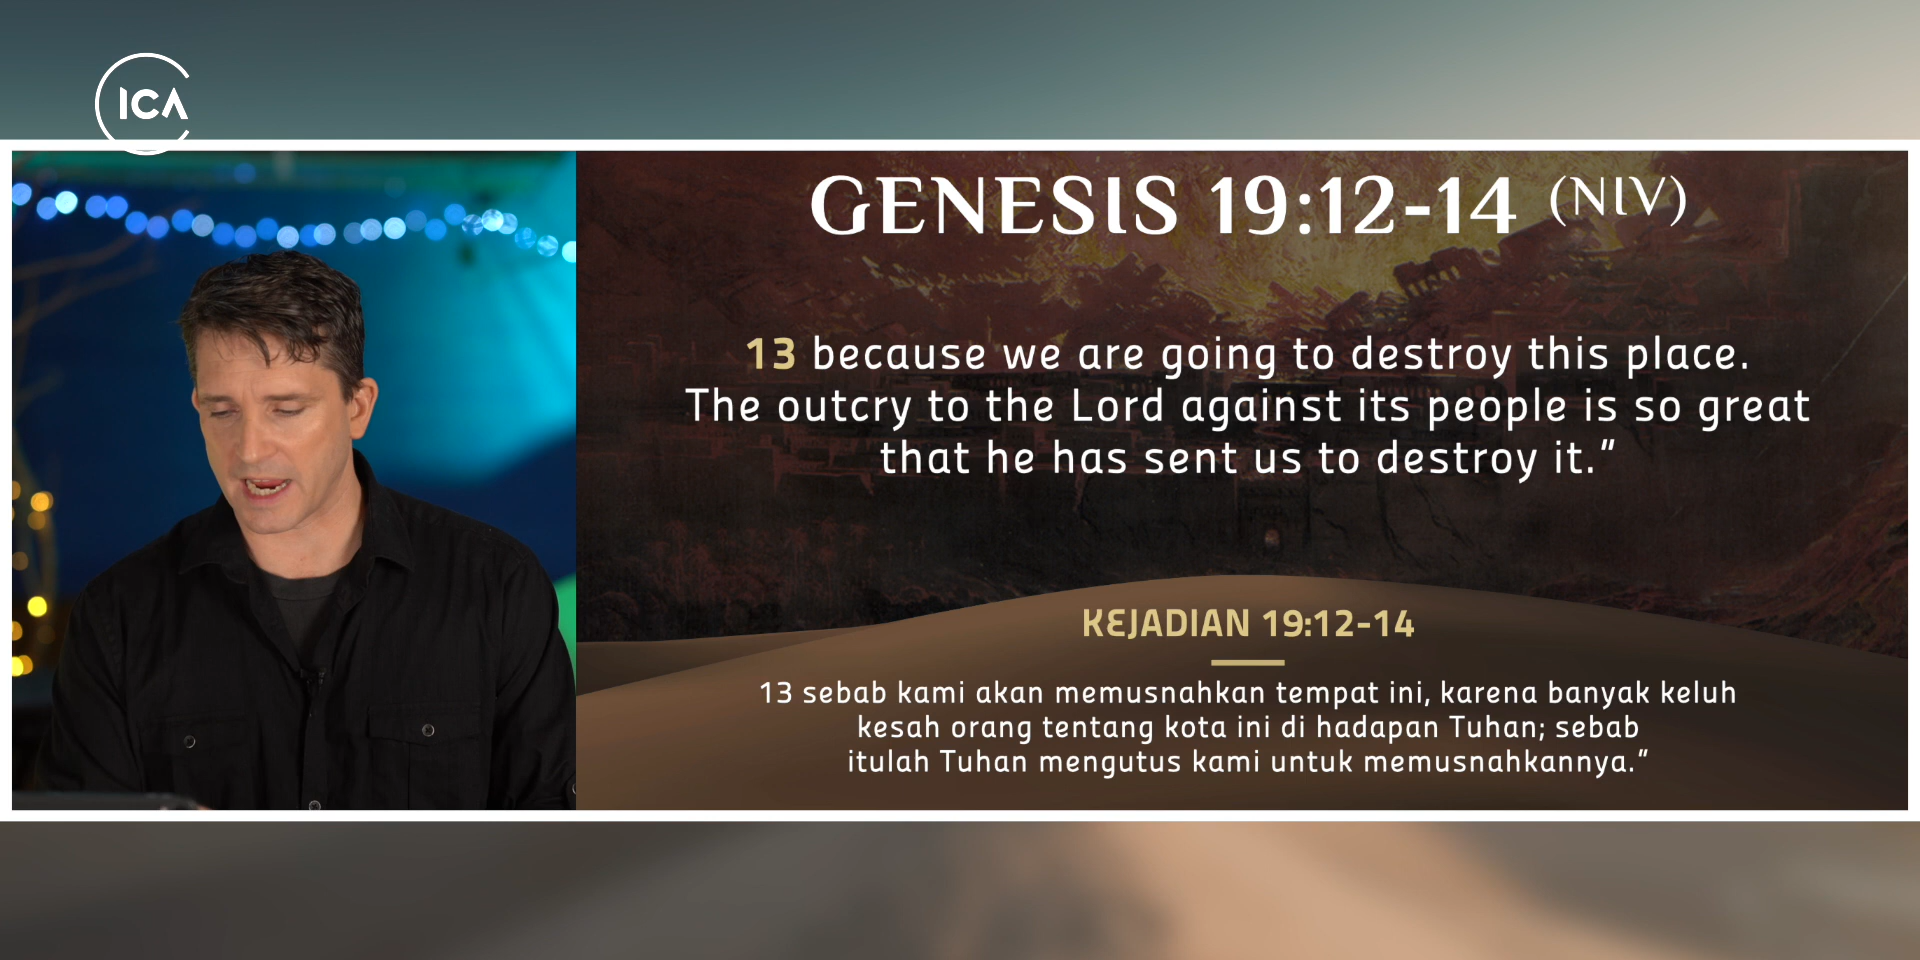 ICA
GENESIS 19:12-14 (NIV)
13 because we are going to destroy this place.
The outcry to the Lord against its people is so great
that he has sent us to destroy it.”
KEJADIAN 19:12-14
13 sebab kami akan memusnahkan tempat ini, karena banyak keluh
kesah orang tentang kota ini di hadapan Tuhan; sebab
itulah Tuhan mengutus kami untuk memusnahkannya.”